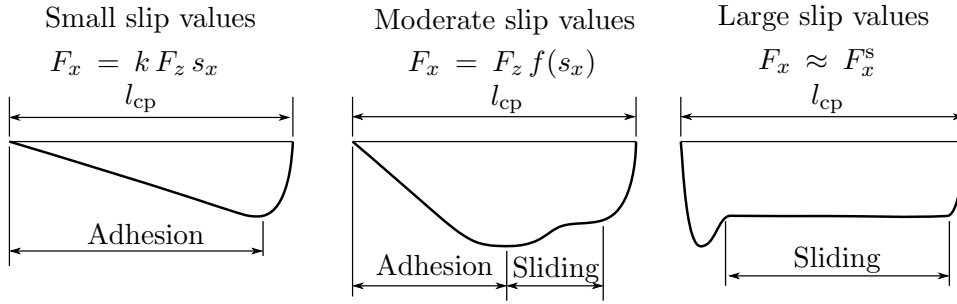 Small slip values
F_x = k F_z s_x
l_cp
Adhesion
Moderate slip values
F_x = F_z f(s_x)
l_cp
Adhesion
Sliding
Large slip values
F_x ≈ F_x^s
l_cp
Sliding